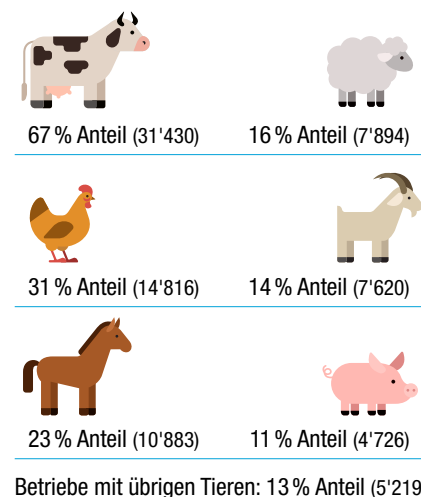 67 % Anteil (31'430)
16 % Anteil (7'894)
31 % Anteil (14'816)
14 % Anteil (7'620)
23 % Anteil (10'883)
11 % Anteil (4'726)
Betriebe mit übrigen Tieren: 13 % Anteil (5'219